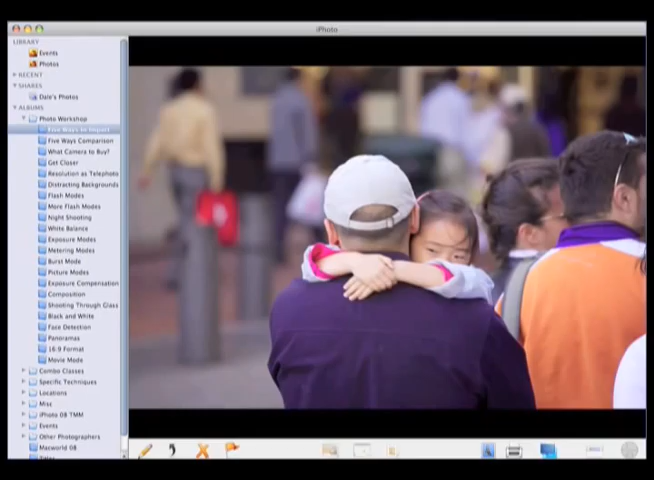 iPhoto
LIBRARY
Events
Photos
RECENT
SHARES
Dale's Photos
ALBUMS
Photo Workshop
Five Ways to Impact
Five Ways Comparison
What Camera to Buy?
Get Closer
Resolution as Telephoto
Distracting Backgrounds
Flash Modes
More Flash Modes
Night Shooting
White Balance
Exposure Modes
Metering Modes
Burst Mode
Picture Modes
Exposure Compensation
Composition
Shooting Through Glass
Black and White
Face Detection
Panoramas
16:9 Format
Movie Mode
Combo Classes
Specific Techniques
Locations
Misc
iPhoto 08 TMM
Events
Other Photographers
Macworld 08